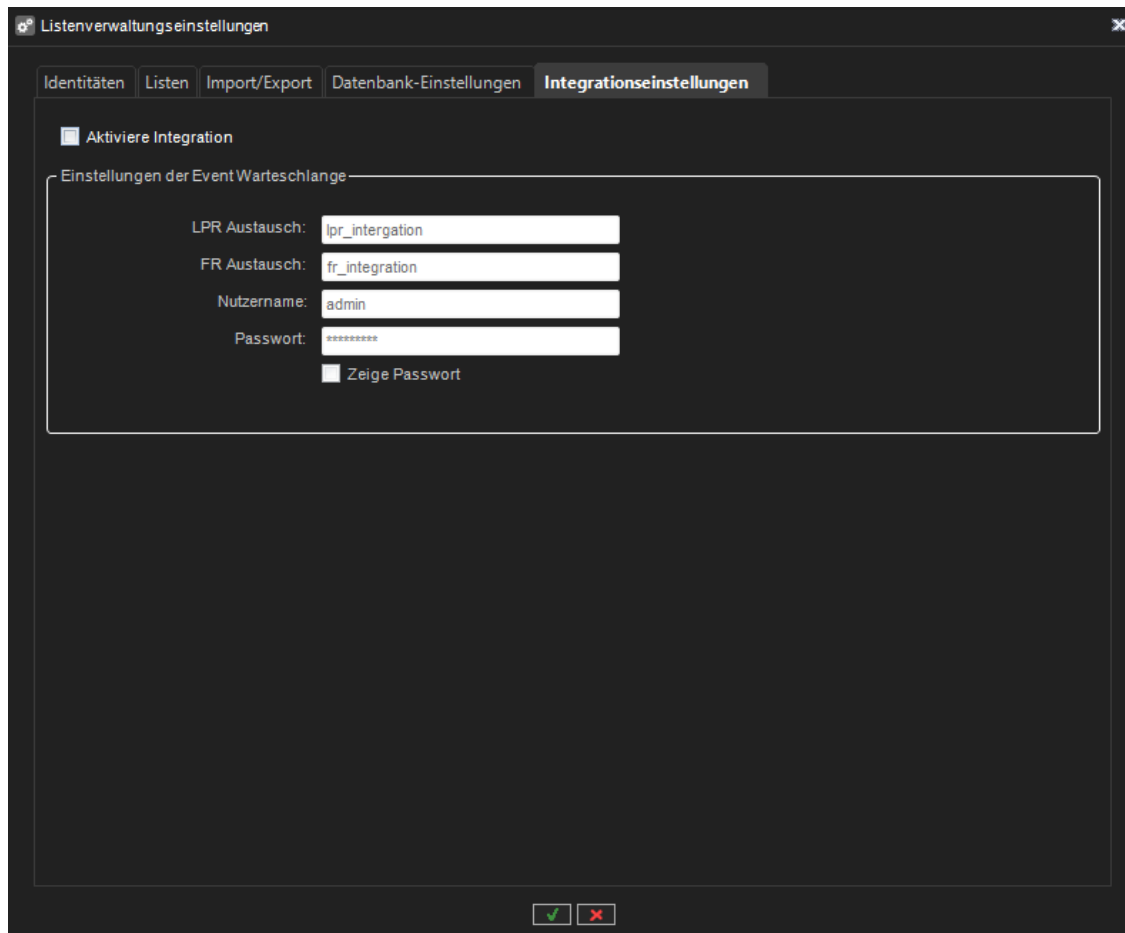 Listenverwaltungseinstellungen
Identitäten Listen Import/Export Datenbank-Einstellungen Integrationseinstellungen
Aktiviere Integration
Einstellungen der Event Warteschlange
LPR Austausch: lpr_intergation
FR Austausch: fr_integration
Nutzername: admin
Passwort: *********
Zeige Passwort